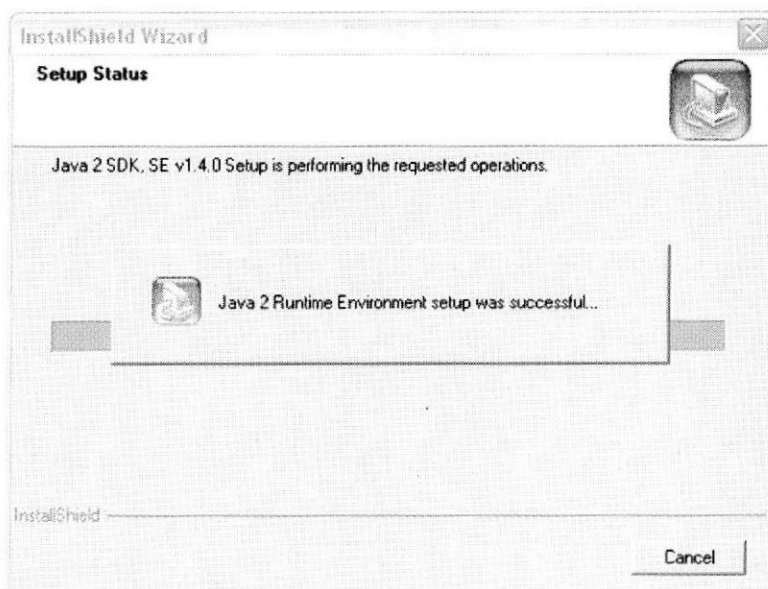 InstallShield Wizard
Setup Status
Java 2 SDK, SE v1.4.0 Setup is performing the requested operations.
Java 2 Runtime Environment setup was successful...
InstallShield
Cancel